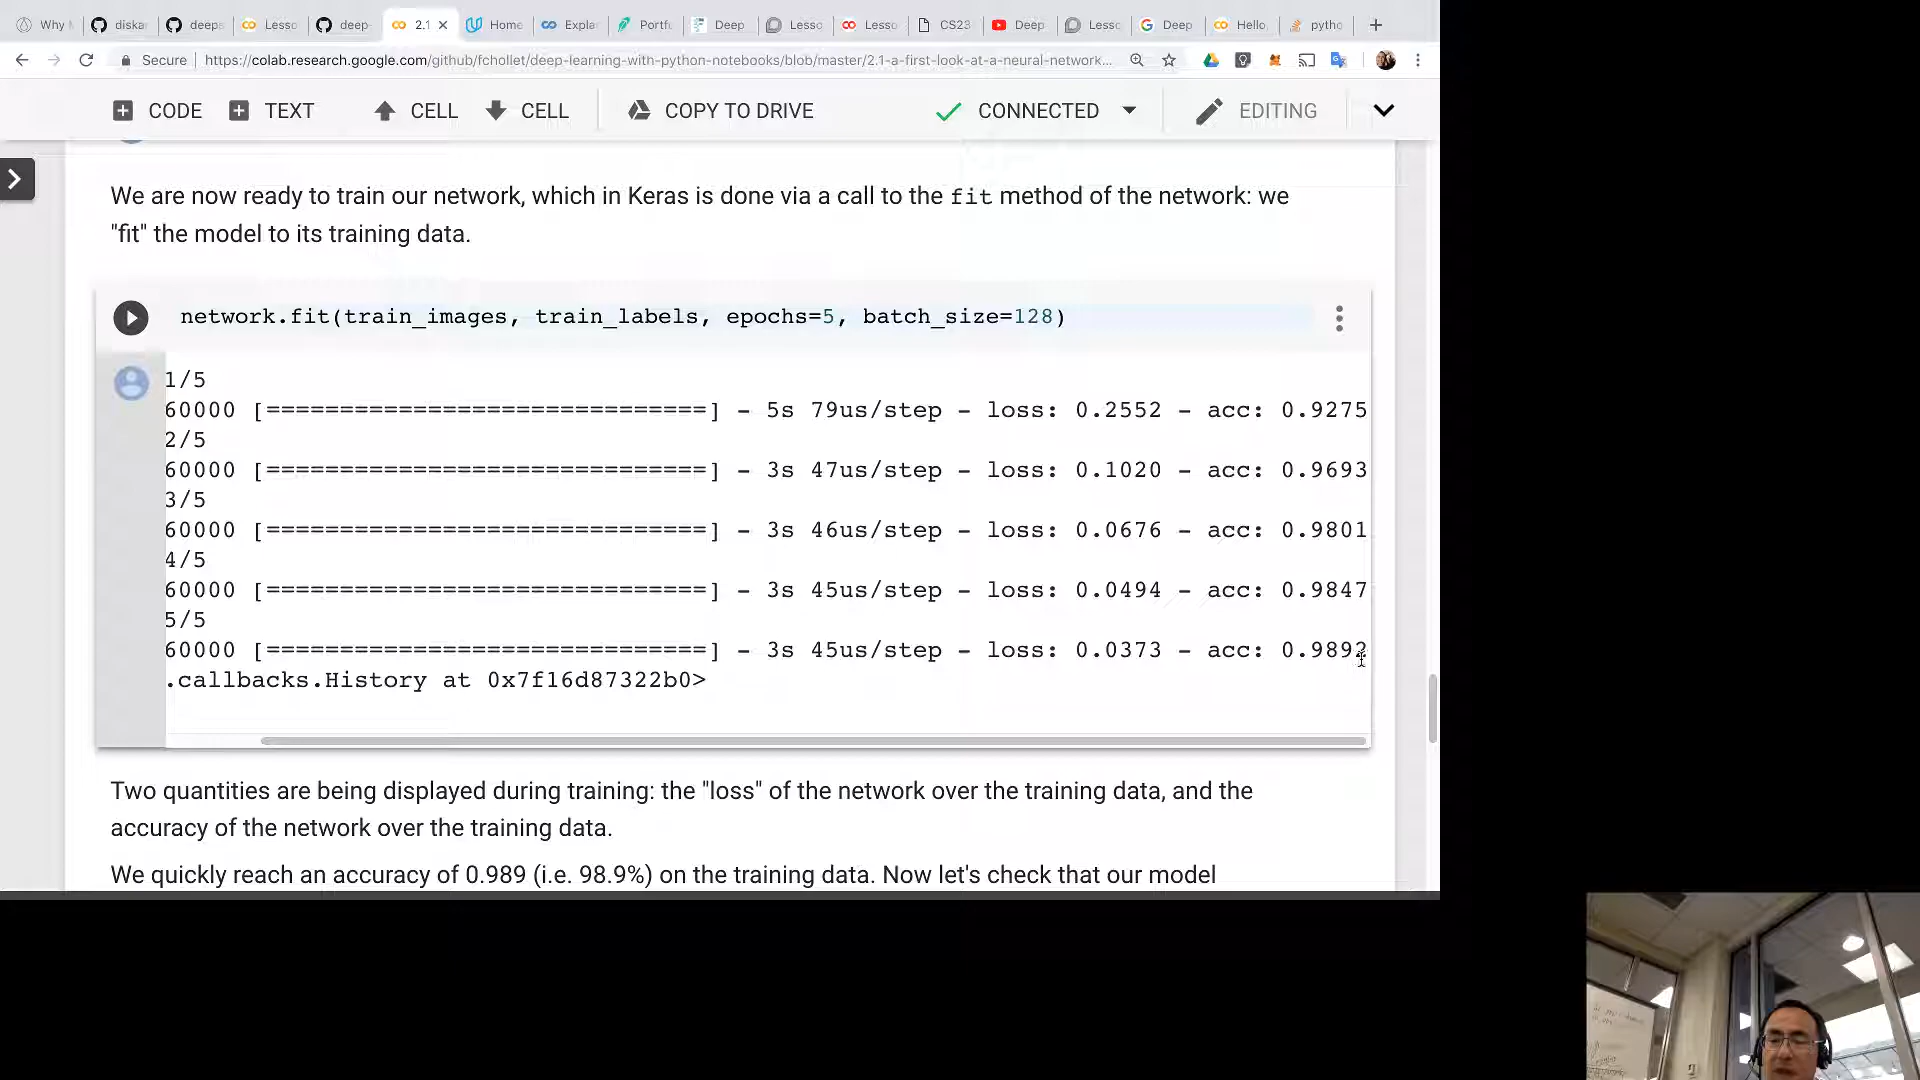 Why
diska
deeps
Lesso
deep-
2.1
Home
Expla
Portfo
Deep
Lesso
Lesso
CS23
Deep
Lesso
Deep
Hello,
pytho
Secure
https://colab.research.google.com/github/fchollet/deep-learning-with-python-notebooks/blob/master/2.1-a-first-look-at-a-neural-network...
CODE TEXT CELL CELL COPY TO DRIVE CONNECTED EDITING
We are now ready to train our network, which in Keras is done via a call to the fit method of the network: we
"fit" the model to its training data.
network.fit(train_images, train_labels, epochs=5, batch_size=128)
1/5
60000 [==============================] - 5s 79us/step - loss: 0.2552 - acc: 0.9275
2/5
60000 [==============================] - 3s 47us/step - loss: 0.1020 - acc: 0.9693
3/5
60000 [==============================] - 3s 46us/step - loss: 0.0676 - acc: 0.9801
4/5
60000 [==============================] - 3s 45us/step - loss: 0.0494 - acc: 0.9847
5/5
60000 [==============================] - 3s 45us/step - loss: 0.0373 - acc: 0.9892
.callbacks.History at 0x7f16d87322b0>
Two quantities are being displayed during training: the "loss" of the network over the training data, and the
accuracy of the network over the training data.
We quickly reach an accuracy of 0.989 (i.e. 98.9%) on the training data. Now let's check that our model